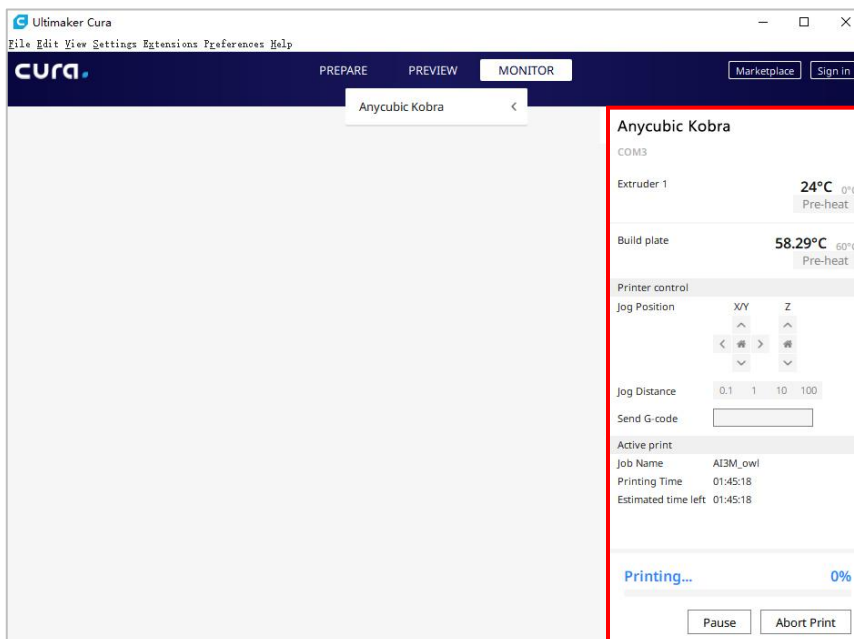 Ultimaker Cura
File Edit View Settings Extensions Preferences Help
cura.
PREPARE PREVIEW MONITOR
Marketplace Sign in
Anycubic Kobra
Anycubic Kobra
COM3
Extruder 1 24°C 0°C
Pre-heat
Build plate 58.29°C 60°C
Pre-heat
Printer control
Jog Position X/Y Z
Jog Distance 0.1 1 10 100
Send G-code
Active print
Job Name AI3M_owl
Printing Time 01:45:18
Estimated time left 01:45:18
Printing... 0%
Pause Abort Print